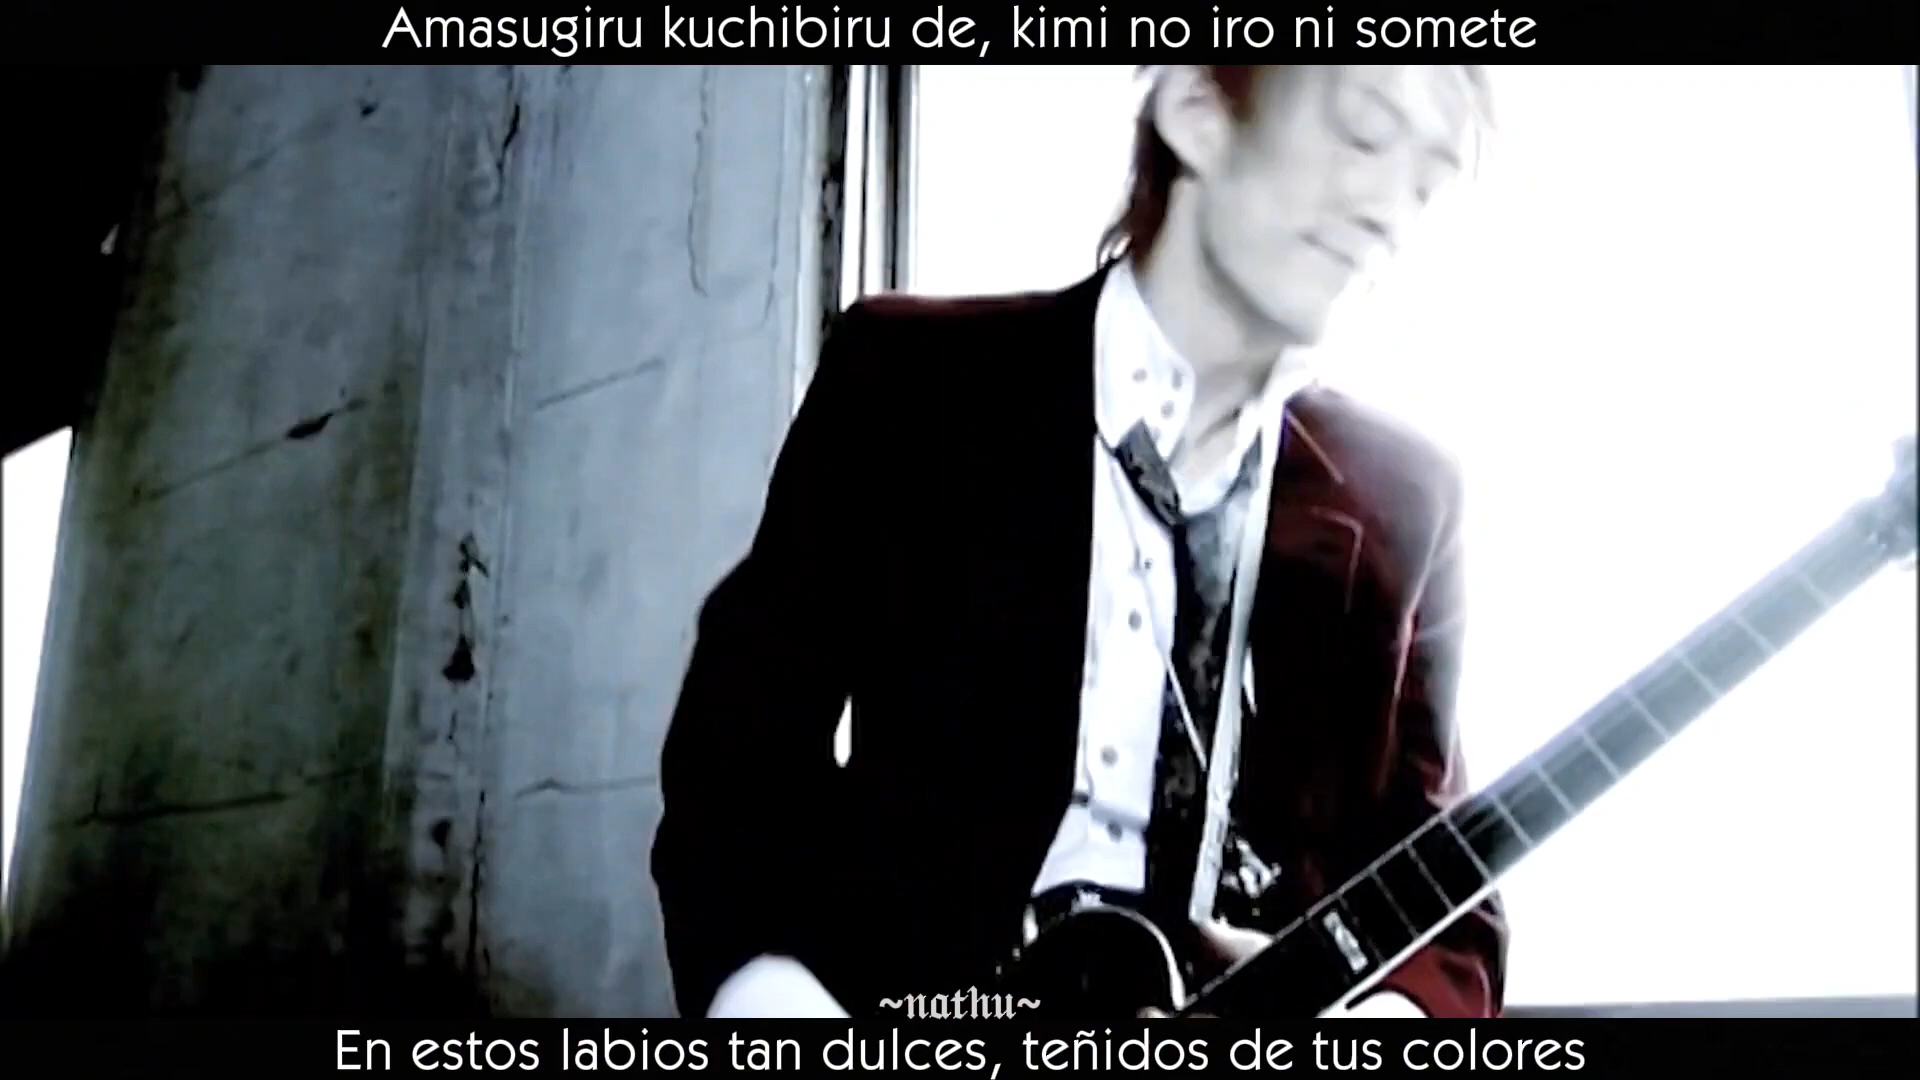 Amasugiru kuchibiru de, kimi no iro ni somete
~nathu~
En estos labios tan dulces, teñidos de tus colores